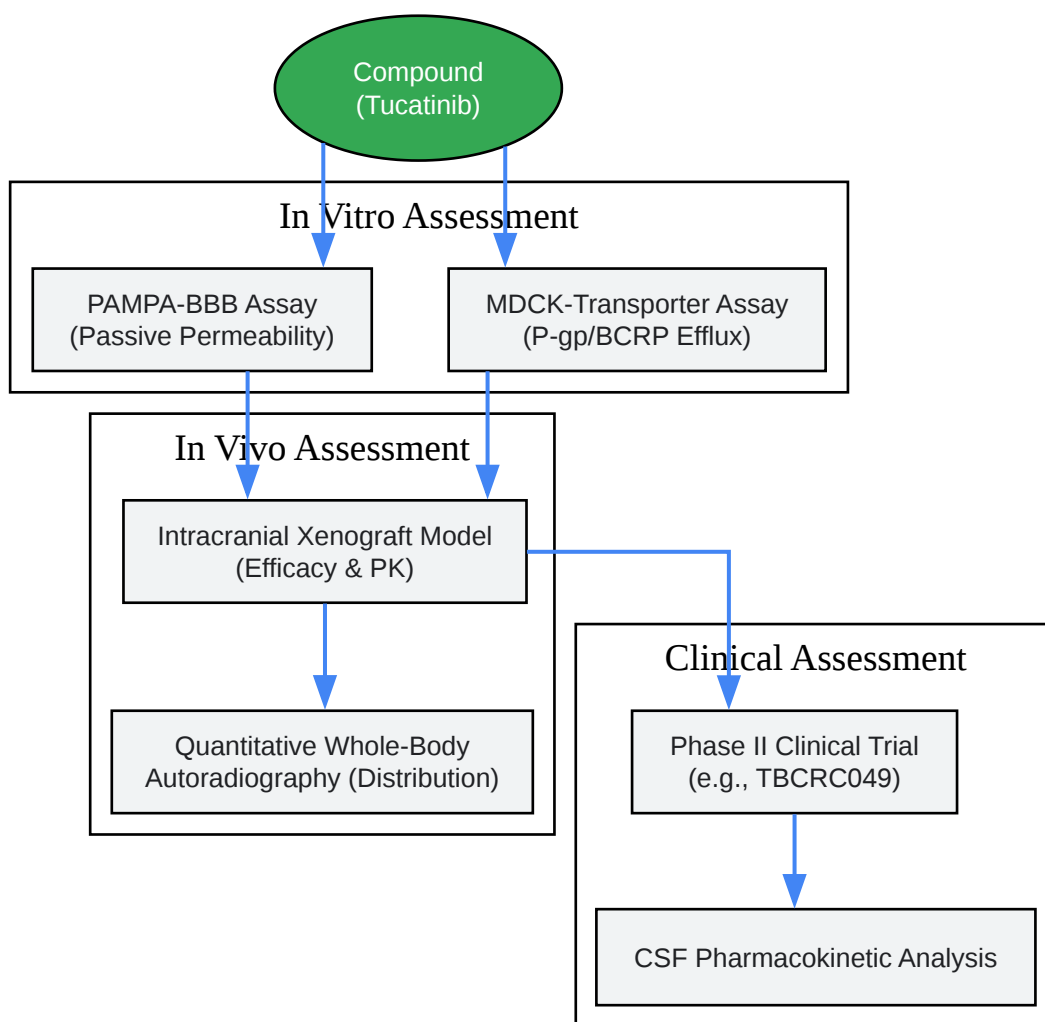 Compound
(Tucatinib)
In Vitro Assessment
PAMPA-BBB Assay
(Passive Permeability)
MDCK-Transporter Assay
(P-gp/BCRP Efflux)
In Vivo Assessment
Intracranial Xenograft Model
(Efficacy & PK)
Quantitative Whole-Body
Autoradiography (Distribution)
Clinical Assessment
Phase II Clinical Trial
(e.g., TBCRC049)
CSF Pharmacokinetic Analysis